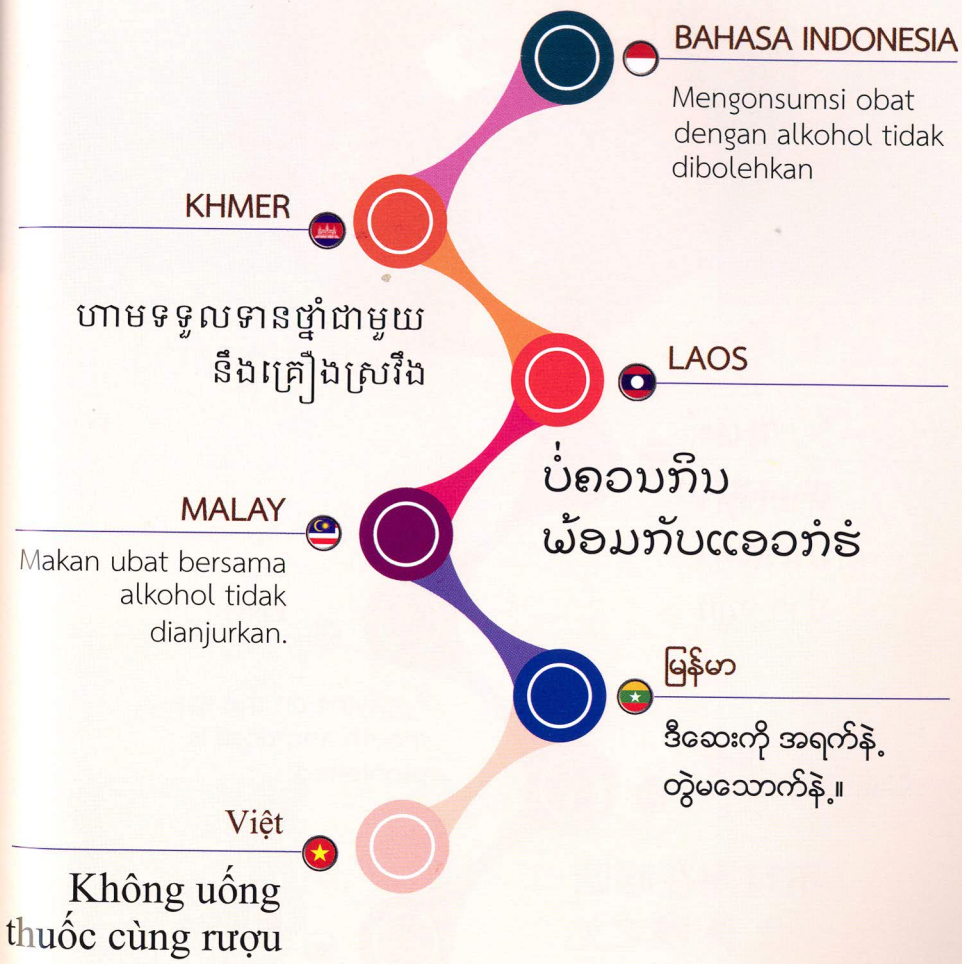 BAHASA INDONESIA
Mengonsumsi obat
dengan alkohol tidak
dibolehkan
KHMER
ហាមទទួលទានថ្នាំជាមួយ
នឹងគ្រឿងស្រវឹង
LAOS
ບໍ່ຄວນກິນ
ພ້ອມກັບແອວກໍຮໍ
MALAY
Makan ubat bersama
alkohol tidak
dianjurkan.
မြန်မာ
ဒီဆေးကို အရက်နဲ့
တွဲမသောက်နဲ့။
Việt
Không uống
thuốc cùng rượu